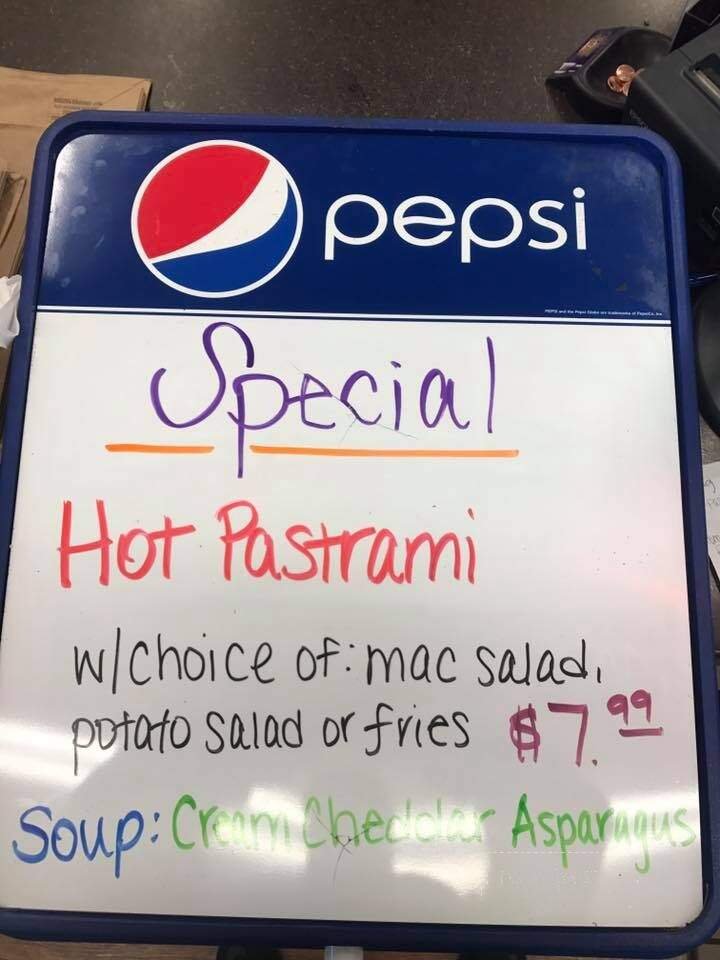 pepsi
Special
Hot Pastrami
w/choice of: mac salad,
potato salad or fries $7.99
Soup: Cream Cheddar Asparagus